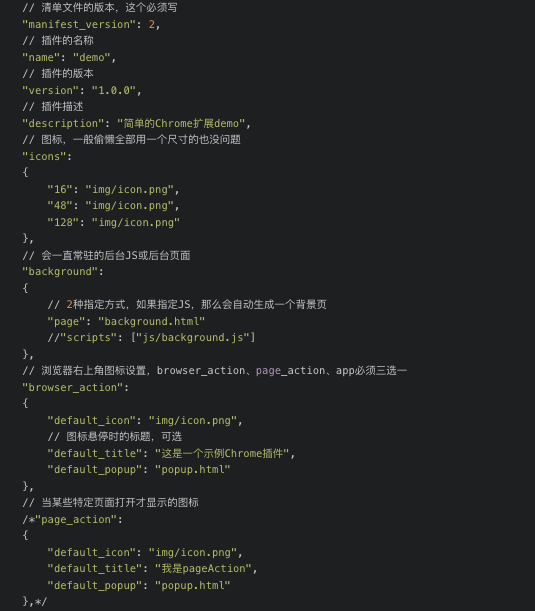 // 清单文件的版本，这个必须写
"manifest_version": 2,
// 插件的名称
"name": "demo",
// 插件的版本
"version": "1.0.0",
// 插件描述
"description": "简单的Chrome扩展demo",
// 图标，一般偷懒全部用一个尺寸的也没问题
"icons":
{
    "16": "img/icon.png",
    "48": "img/icon.png",
    "128": "img/icon.png"
},
// 会一直常驻的后台JS或后台页面
"background":
{
    // 2种指定方式，如果指定JS，那么会自动生成一个背景页
    "page": "background.html"
    //"scripts": ["js/background.js"]
},
// 浏览器右上角图标设置，browser_action、page_action、app必须三选一
"browser_action":
{
    "default_icon": "img/icon.png",
    // 图标悬停时的标题，可选
    "default_title": "这是一个示例Chrome插件",
    "default_popup": "popup.html"
},
// 当某些特定页面打开才显示的图标
/*"page_action":
{
    "default_icon": "img/icon.png",
    "default_title": "我是pageAction",
    "default_popup": "popup.html"
},*/